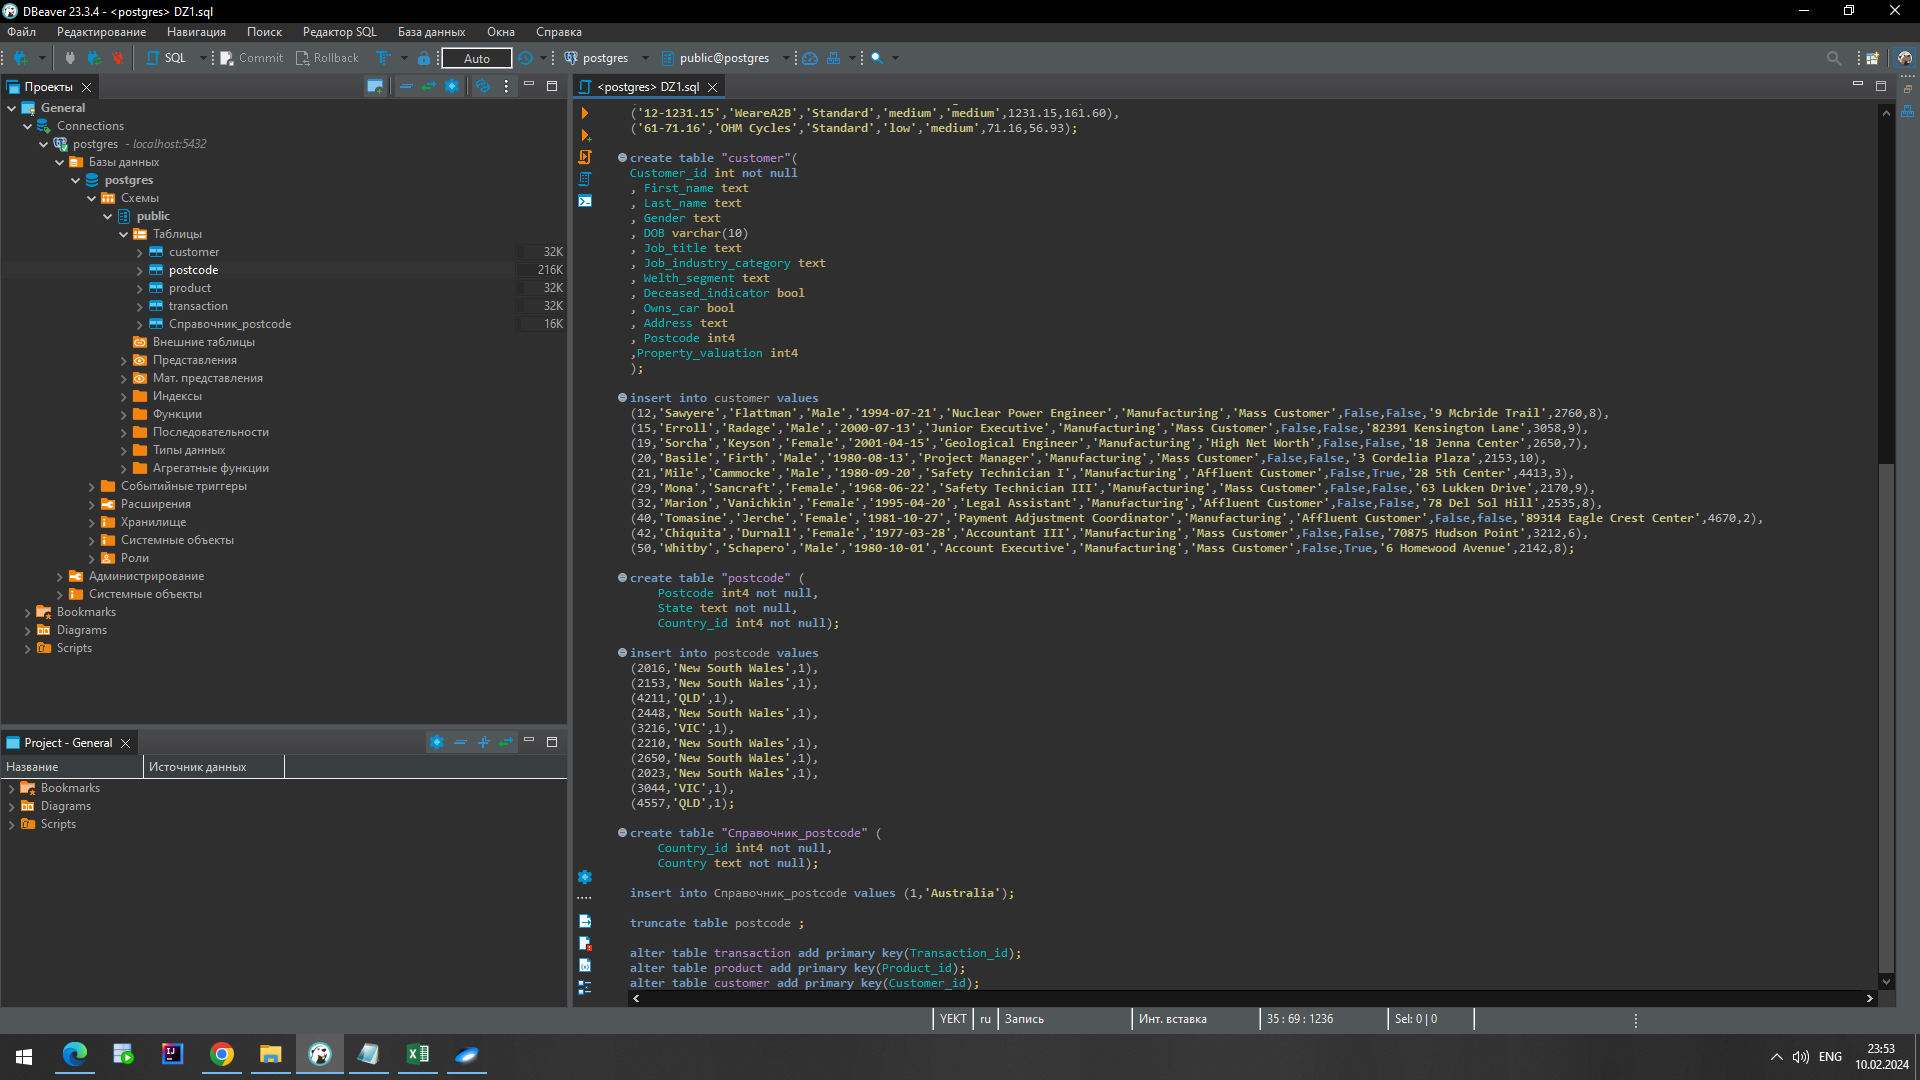 DBeaver 23.3.4 - <postgres> DZ1.sql
Файл Редактирование Навигация Поиск Редактор SQL База данных Окна Справка
SQL Commit Rollback Auto postgres public@postgres
Проекты
General
Connections
postgres - localhost:5432
Базы данных
postgres
Схемы
public
Таблицы
customer 32K
postcode 216K
product 32K
transaction 32K
Справочник_postcode 16K
Внешние таблицы
Представления
Мат. представления
Индексы
Функции
Последовательности
Типы данных
Агрегатные функции
Событийные триггеры
Расширения
Хранилище
Системные объекты
Роли
Администрирование
Системные объекты
Bookmarks
Diagrams
Scripts
Project - General
Название Источник данных
Bookmarks
Diagrams
Scripts
<postgres> DZ1.sql
('12-1231.15','WeareA2B','Standard','medium','medium',1231.15,161.60),
('61-71.16','OHM Cycles','Standard','low','medium',71.16,56.93);
create table "customer"(
Customer_id int not null
, First_name text
, Last_name text
, Gender text
, DOB varchar(10)
, Job_title text
, Job_industry_category text
, Welth_segment text
, Deceased_indicator bool
, Owns_car bool
, Address text
, Postcode int4
,Property_valuation int4
);
insert into customer values
(12,'Sawyere','Flattman','Male','1994-07-21','Nuclear Power Engineer','Manufacturing','Mass Customer',False,False,'9 Mcbride Trail',2760,8),
(15,'Erroll','Radage','Male','2000-07-13','Junior Executive','Manufacturing','Mass Customer',False,False,'82391 Kensington Lane',3058,9),
(19,'Sorcha','Keyson','Female','2001-04-15','Geological Engineer','Manufacturing','High Net Worth',False,False,'18 Jenna Center',2650,7),
(20,'Basile','Firth','Male','1980-08-13','Project Manager','Manufacturing','Mass Customer',False,False,'3 Cordelia Plaza',2153,10),
(21,'Mile','Cammocke','Male','1980-09-20','Safety Technician I','Manufacturing','Affluent Customer',False,True,'28 5th Center',4413,3),
(29,'Mona','Sancraft','Female','1968-06-22','Safety Technician III','Manufacturing','Mass Customer',False,False,'63 Lukken Drive',2170,9),
(32,'Marion','Vanichkin','Female','1995-04-20','Legal Assistant','Manufacturing','Affluent Customer',False,False,'78 Del Sol Hill',2535,8),
(40,'Tomasine','Jerche','Female','1981-10-27','Payment Adjustment Coordinator','Manufacturing','Affluent Customer',False,false,'89314 Eagle Crest Center',4670,2),
(42,'Chiquita','Durnall','Female','1977-03-28','Accountant III','Manufacturing','Mass Customer',False,False,'70875 Hudson Point',3212,6),
(50,'Whitby','Schapero','Male','1980-10-01','Account Executive','Manufacturing','Mass Customer',False,True,'6 Homewood Avenue',2142,8);
create table "postcode" (
Postcode int4 not null,
State text not null,
Country_id int4 not null);
insert into postcode values
(2016,'New South Wales',1),
(2153,'New South Wales',1),
(4211,'QLD',1),
(2448,'New South Wales',1),
(3216,'VIC',1),
(2210,'New South Wales',1),
(2650,'New South Wales',1),
(2023,'New South Wales',1),
(3044,'VIC',1),
(4557,'QLD',1);
create table "Справочник_postcode" (
Country_id int4 not null,
Country text not null);
insert into Справочник_postcode values (1,'Australia');
truncate table postcode ;
alter table transaction add primary key(Transaction_id);
alter table product add primary key(Product_id);
alter table customer add primary key(Customer_id);
YEKT ru Запись Инт. вставка 35 : 69 : 1236 Sel: 0 | 0
ENG
23:53
10.02.2024